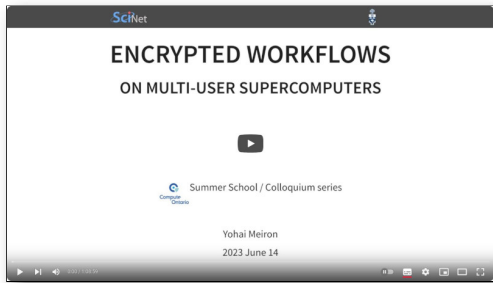 SciNet
ENCRYPTED WORKFLOWS
ON MULTI-USER SUPERCOMPUTERS
Summer School / Colloquium series
Compute
Ontario
Yohai Meiron
2023 June 14